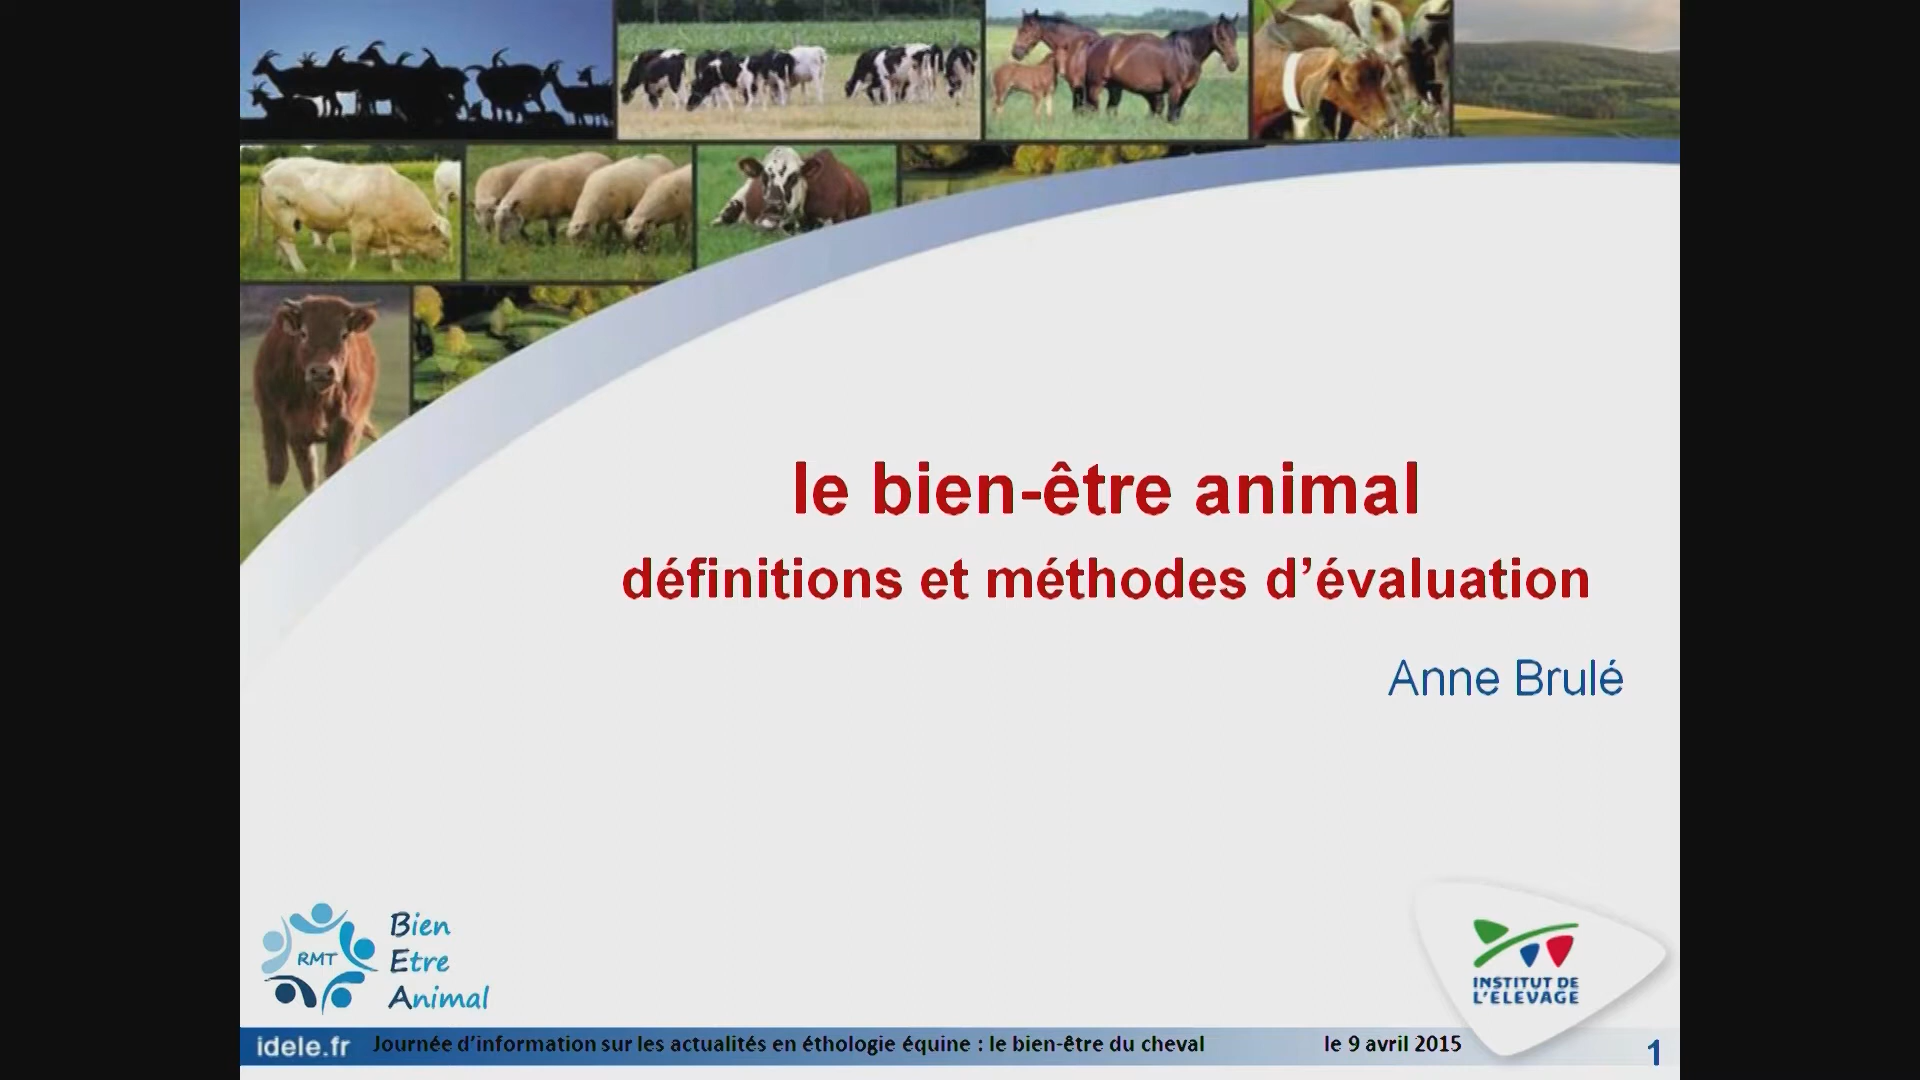 le bien-être animal
définitions et méthodes d’évaluation
Anne Brulé
RMT
Bien
Etre
Animal
INSTITUT DE
L'ELEVAGE
idele.fr Journée d’information sur les actualités en éthologie équine : le bien-être du cheval le 9 avril 2015 1